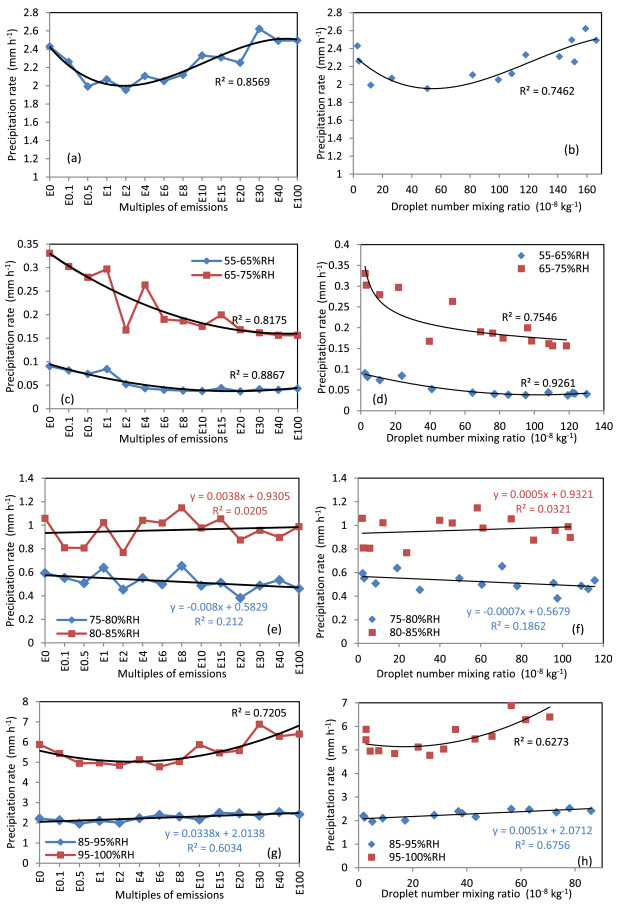 Precipitation rate (mm h⁻¹)
2.8
2.6
2.4
2.2
2
1.8
1.6
1.4
1.2
1
R² = 0.8569
(a)
E0
E0.1
E0.5
E1
E2
E4
E6
E8
E10
E15
E20
E30
E100
Multiples of emissions
Precipitation rate (mm h⁻¹)
2.8
2.6
2.4
2.2
2
1.8
1.6
1.4
1.2
1
R² = 0.7462
(b)
0 20 40 60 80 100 120 140 160
Droplet number mixing ratio (10⁻⁸ kg⁻¹)
Precipitation rate (mm h⁻¹)
0.35
0.3
0.25
0.2
0.15
0.1
0.05
0
55-65%RH
65-75%RH
R² = 0.8175
R² = 0.8867
(c)
E0
E0.1
E0.5
E1
E2
E4
E6
E8
E10
E15
E20
E30
E100
Multiples of emissions
Precipitation rate (mm h⁻¹)
0.4
0.35
0.3
0.25
0.2
0.15
0.1
0.05
0
55-65%RH
65-75%RH
R² = 0.7546
R² = 0.9261
(d)
0 20 40 60 80 100 120 140
Droplet number mixing ratio (10⁻⁸ kg⁻¹)
Precipitation rate (mm h⁻¹)
1.4
1.2
1
0.8
0.6
0.4
0.2
0
y = 0.0038x + 0.9305
R² = 0.0205
75-80%RH
80-85%RH
y = -0.008x + 0.5829
R² = 0.212
(e)
E0
E0.1
E0.5
E1
E2
E4
E6
E8
E10
E15
E20
E30
E100
Multiples of emissions
Precipitation rate (mm h⁻¹)
1.4
1.2
1
0.8
0.6
0.4
0.2
0
y = 0.0005x + 0.9321
R² = 0.0321
75-80%RH
80-85%RH
y = -0.0007x + 0.5679
R² = 0.1862
(f)
0 20 40 60 80 100 120
Droplet number mixing ratio (10⁻⁸ kg⁻¹)
Precipitation rate (mm h⁻¹)
8
7
6
5
4
3
2
1
0
R² = 0.7205
85-95%RH
95-100%RH
y = 0.0338x + 2.0138
R² = 0.6034
(g)
E0
E0.1
E0.5
E1
E2
E4
E6
E8
E10
E15
E20
E30
E100
Multiples of emissions
Precipitation rate (mm h⁻¹)
7
6
5
4
3
2
1
0
R² = 0.6273
85-95%RH
95-100%RH
y = 0.0051x + 2.0712
R² = 0.6756
(h)
0 20 40 60 80
Droplet number mixing ratio (10⁻⁸ kg⁻¹)